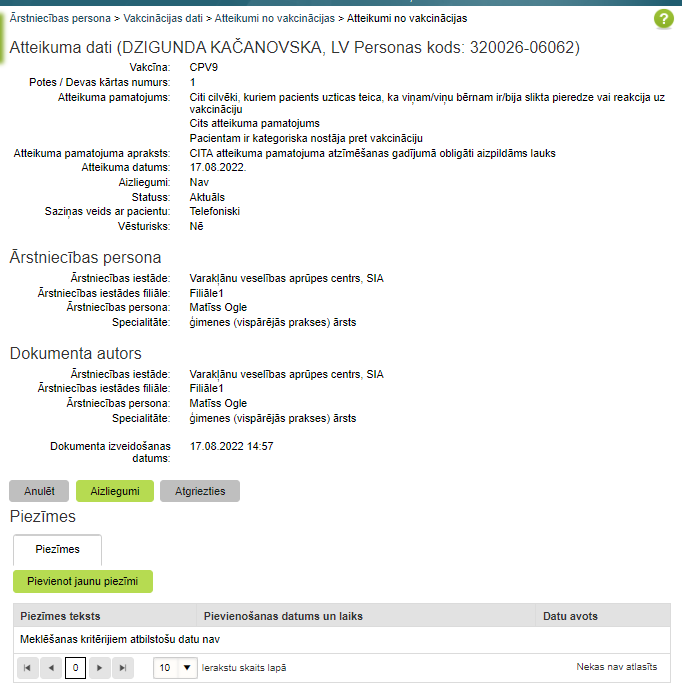 Ārstniecības persona > Vakcinācijas dati > Atteikumi no vakcinācijas > Atteikumi no vakcinācijas
?
Atteikuma dati (DZIGUNDA KAČANOVSKA, LV Personas kods: 320026-06062)
Vakcīna: CPV9
Potes / Devas kārtas numurs: 1
Atteikuma pamatojums: Citi cilvēki, kuriem pacients uzticas teica, ka viņam/viņu bērnam ir/bija slikta pieredze vai reakcija uz
vakcināciju
Cits atteikuma pamatojums
Pacientam ir kategoriska nostāja pret vakcināciju
Atteikuma pamatojuma apraksts: CITA atteikuma pamatojuma atzīmēšanas gadījumā obligāti aizpildāms lauks
Atteikuma datums: 17.08.2022.
Aizliegumi: Nav
Statuss: Aktuāls
Saziņas veids ar pacientu: Telefoniski
Vēsturisks: Nē
Ārstniecības persona
Ārstniecības iestāde: Varakļānu veselības aprūpes centrs, SIA
Ārstniecības iestādes filiāle: Filiāle1
Ārstniecības persona: Matīss Ogle
Specialitāte: ģimenes (vispārējās prakses) ārsts
Dokumenta autors
Ārstniecības iestāde: Varakļānu veselības aprūpes centrs, SIA
Ārstniecības iestādes filiāle: Filiāle1
Ārstniecības persona: Matīss Ogle
Specialitāte: ģimenes (vispārējās prakses) ārsts
Dokumenta izveidošanas 17.08.2022 14:57
datums:
Anulēt Aizliegumi Atgriezties
Piezīmes
Piezīmes
Pievienot jaunu piezīmi
Piezīmes teksts Pievienošanas datums un laiks Datu avots
Meklēšanas kritērijiem atbilstošu datu nav
0 10 Ierakstu skaits lapā Nekas nav atlasīts